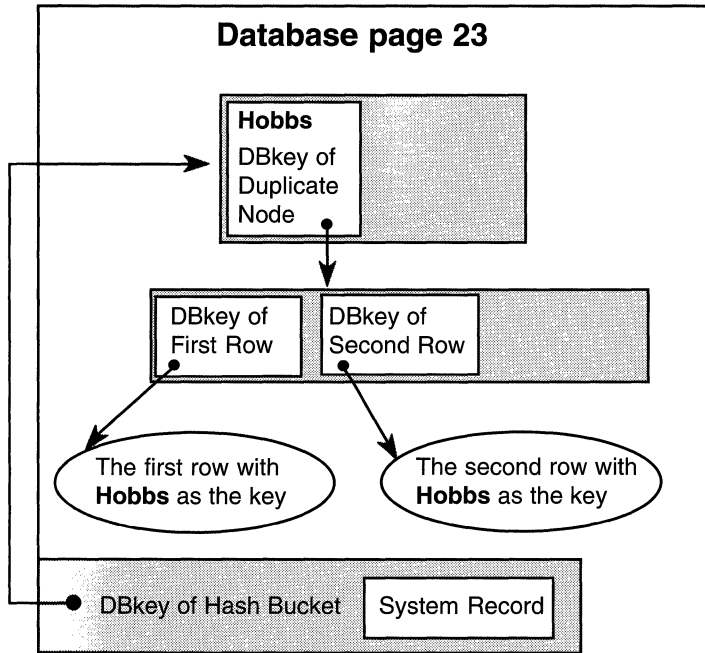 Database page 23
Hobbs
DBkey of
Duplicate
Node
DBkey of
First Row
DBkey of
Second Row
The first row with
Hobbs as the key
The second row with
Hobbs as the key
DBkey of Hash Bucket
System Record